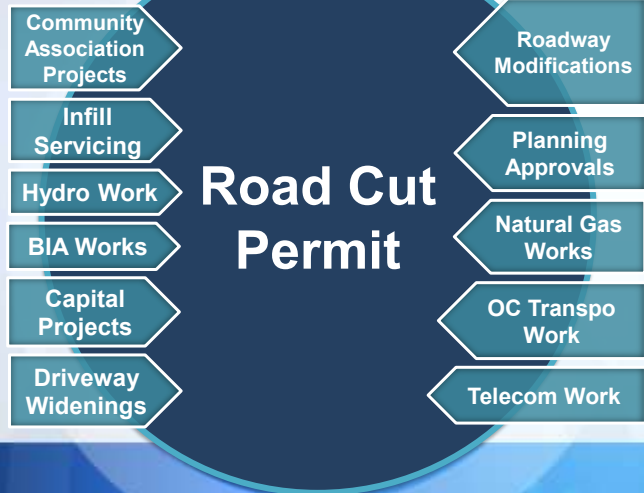 Community
Association
Projects
Infill
Servicing
Hydro Work
BIA Works
Capital
Projects
Driveway
Widenings
Road Cut
Permit
Roadway
Modifications
Planning
Approvals
Natural Gas
Works
OC Transpo
Work
Telecom Work